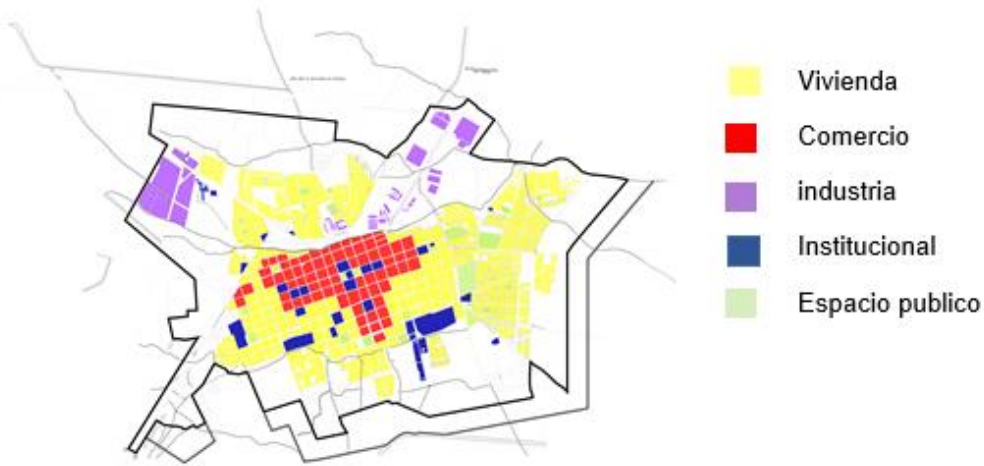 Vivienda
Comercio
industria
Institucional
Espacio publico